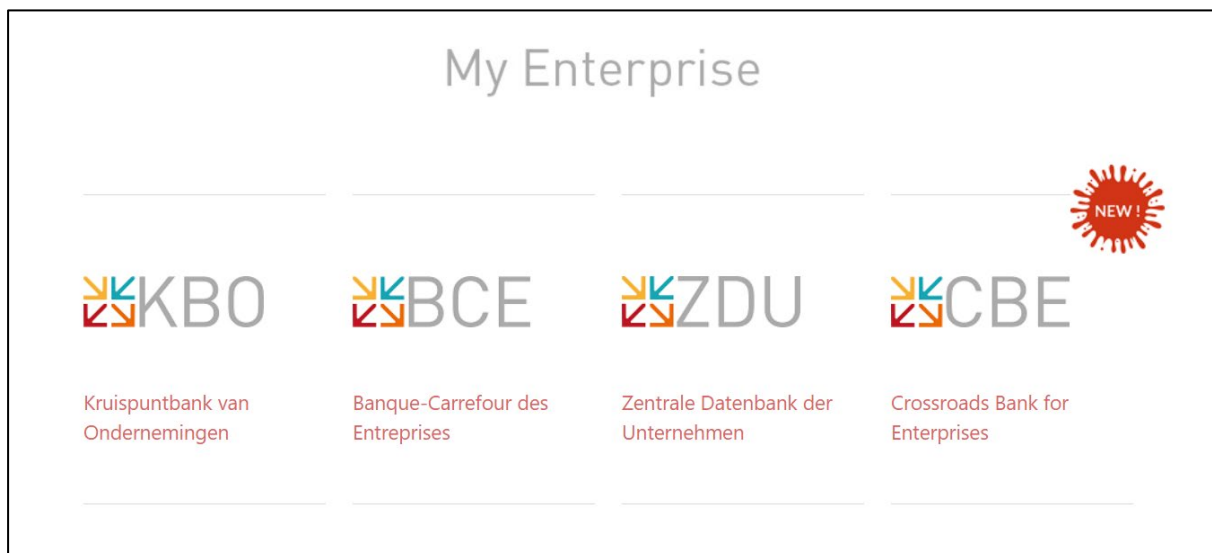 My Enterprise
NEW !
KBO
BCE
ZDU
CBE
Kruispuntbank van
Ondernemingen
Banque-Carrefour des
Entreprises
Zentrale Datenbank der
Unternehmen
Crossroads Bank for
Enterprises